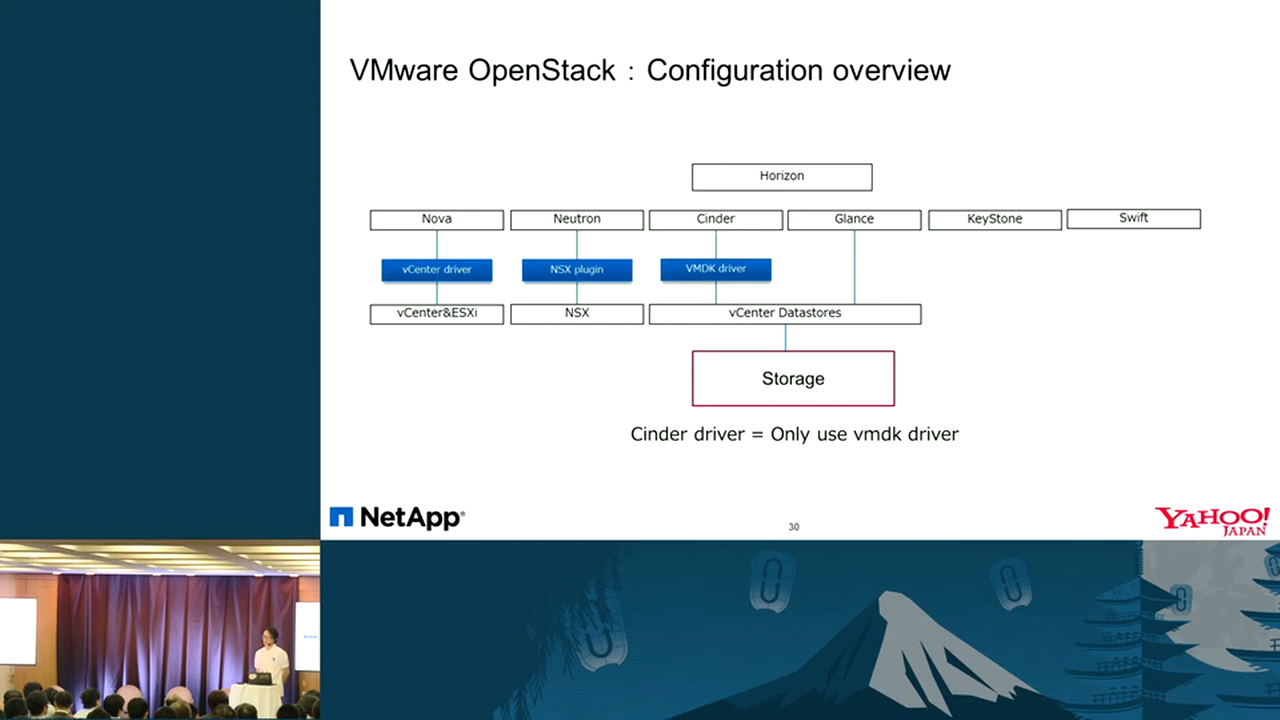 VMware OpenStack : Configuration overview
Horizon
Nova
Neutron
Cinder
Glance
KeyStone
Swift
vCenter driver
NSX plugin
VMDK driver
vCenter&ESXi
NSX
vCenter Datastores
Storage
Cinder driver = Only use vmdk driver
NetApp
30
YAHOO!
JAPAN